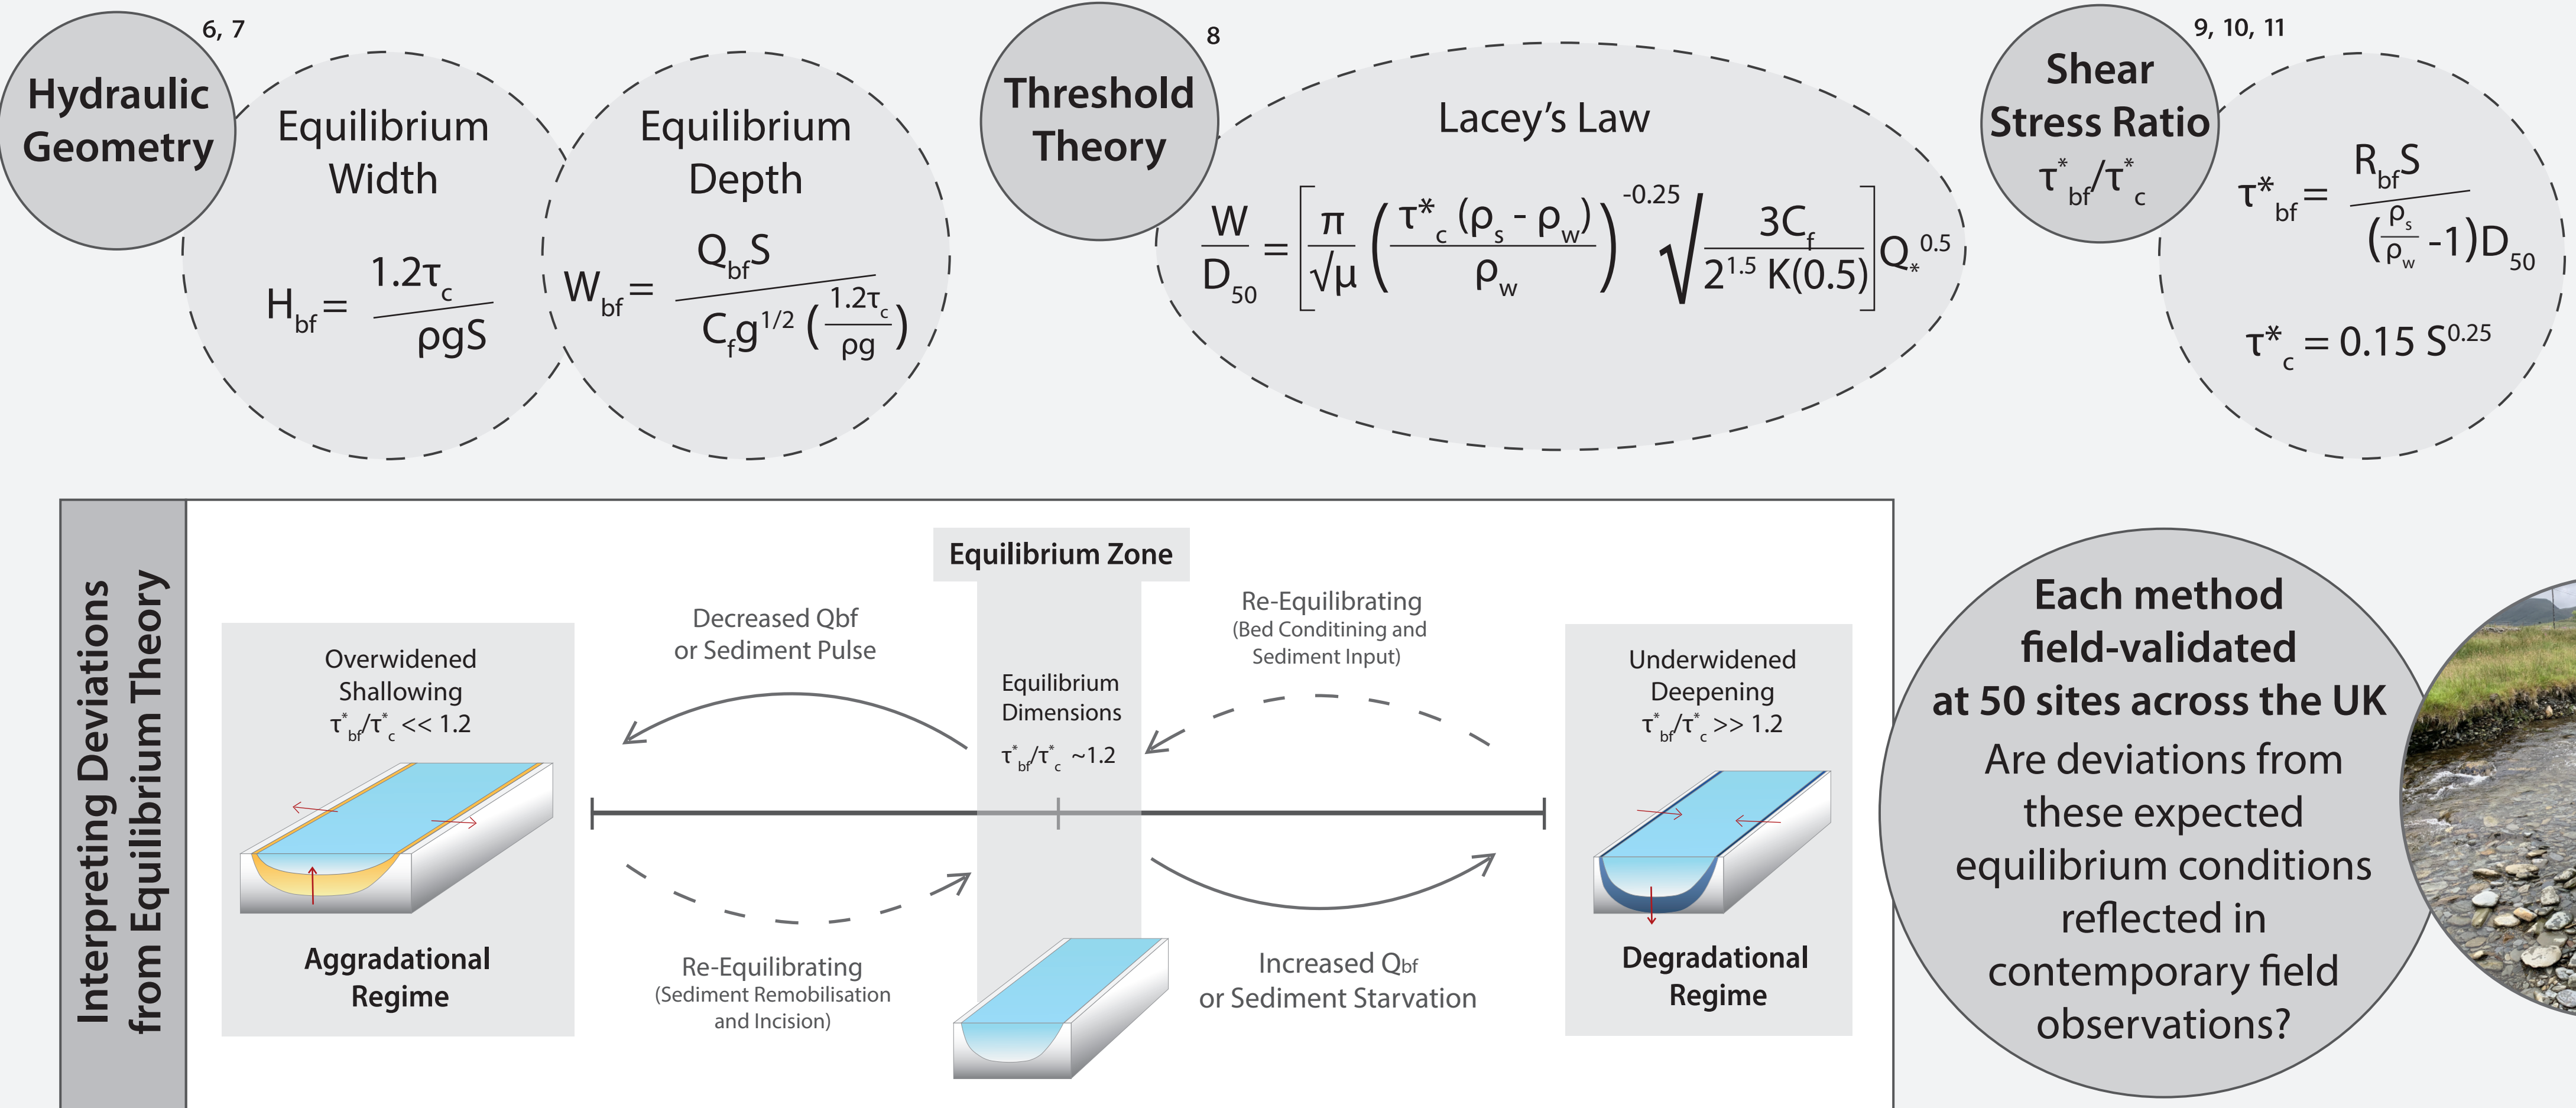 6, 7
Hydraulic
Geometry
Equilibrium
Width
H_bf = 1.2τ_c / ρgS
Equilibrium
Depth
W_bf = Q_bf S / C_f g^1/2 (1.2τ_c / ρg)
8
Threshold
Theory
Lacey's Law
W / D_50 = [π / √μ (τ*_c (ρ_s - ρ_w) / ρ_w)^-0.25 √(3C_f / 2^1.5 K(0.5))] Q_*^0.5
9, 10, 11
Shear
Stress Ratio
τ*_bf/τ*_c
τ*_bf = R_bf S / (ρ_s / ρ_w -1)D_50
τ*_c = 0.15 S^0.25
Interpreting Deviations
from Equilibrium Theory
Overwidened
Shallowing
τ*_bf/τ*_c << 1.2
Aggradational
Regime
Decreased Qbf
or Sediment Pulse
Re-Equilibrating
(Sediment Remobilisation
and Incision)
Equilibrium Zone
Equilibrium
Dimensions
τ*_bf/τ*_c ~1.2
Re-Equilibrating
(Bed Conditining and
Sediment Input)
Increased Qbf
or Sediment Starvation
Underwidened
Deepening
τ*_bf/τ*_c >> 1.2
Degradational
Regime
Each method
field-validated
at 50 sites across the UK
Are deviations from
these expected
equilibrium conditions
reflected in
contemporary field
observations?